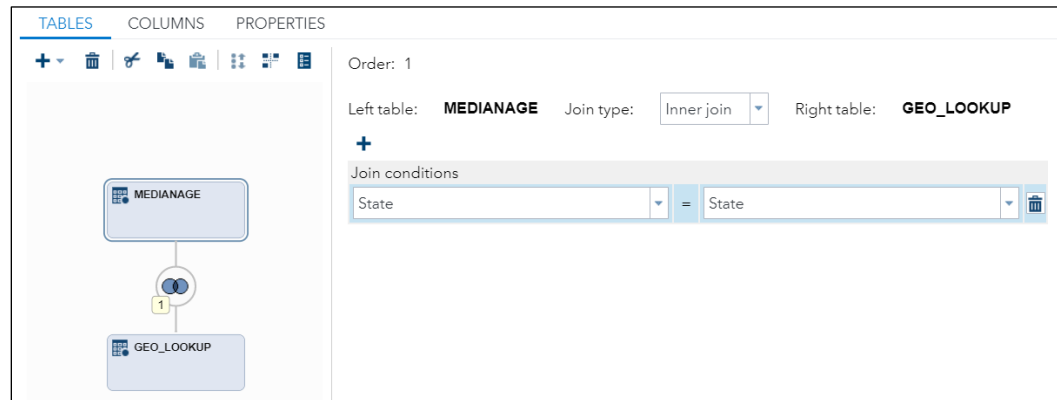 TABLES COLUMNS PROPERTIES
Order: 1
Left table: MEDIANAGE Join type: Inner join Right table: GEO_LOOKUP
Join conditions
State = State
MEDIANAGE
1
GEO_LOOKUP